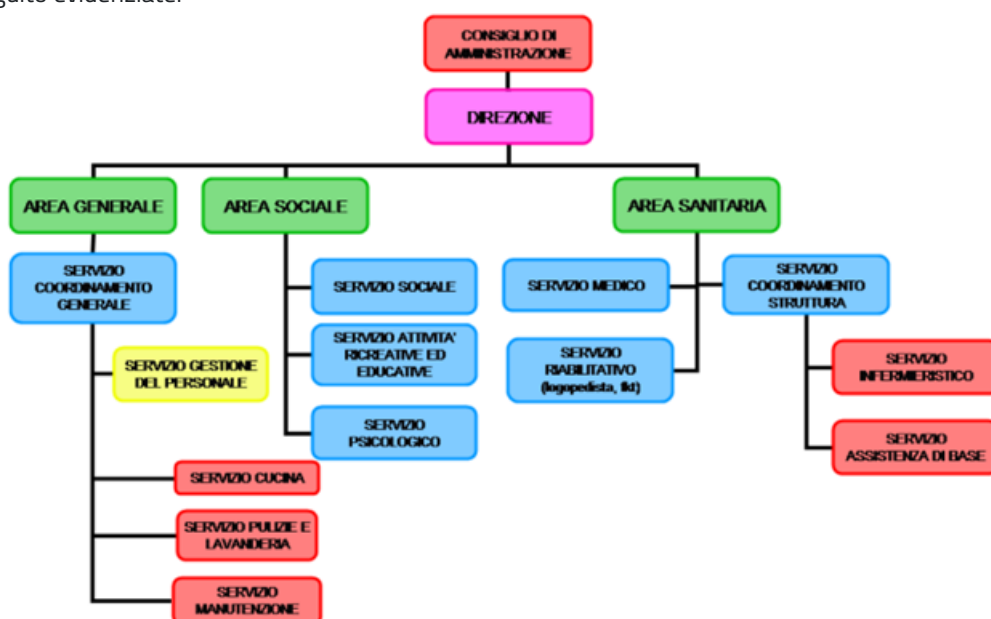 guito evidenziate.
CONSIGLIO DI
AMMINISTRAZIONE
DIREZIONE
AREA GENERALE
AREA SOCIALE
AREA SANITARIA
SERVIZIO
COORDINAMENTO
GENERALE
SERVIZIO GESTIONE
DEL PERSONALE
SERVIZIO CUCINA
SERVIZIO PULIZIE E
LAVANDERIA
SERVIZIO
MANUTENZIONE
SERVIZIO SOCIALE
SERVIZIO ATTIVITA'
RICREATIVE ED
EDUCATIVE
SERVIZIO
PSICOLOGICO
SERVIZIO MEDICO
SERVIZIO
RIABILITATIVO
(logopedista, fkt)
SERVIZIO
COORDINAMENTO
STRUTTURA
SERVIZIO
INFERMIERISTICO
SERVIZIO
ASSISTENZA DI BASE